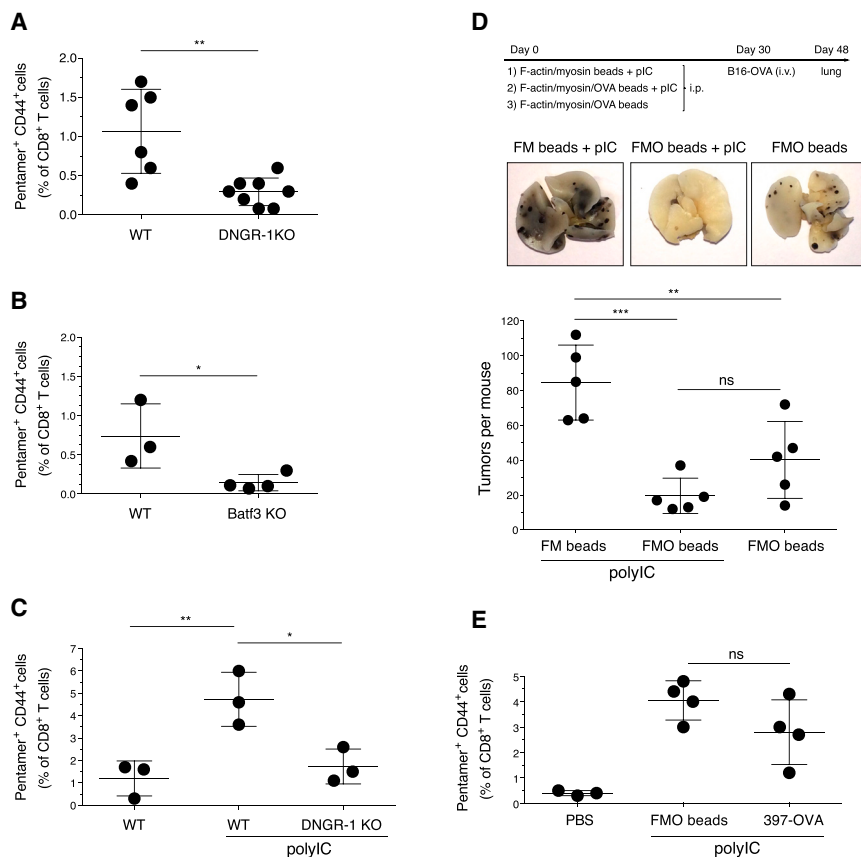 A
**
2.0
1.5
1.0
0.5
0.0
Pentamer⁺ CD44⁺cells
(% of CD8⁺ T cells)
WT
DNGR-1KO
B
*
2.0
1.5
1.0
0.5
0.0
Pentamer⁺ CD44⁺cells
(% of CD8⁺ T cells)
WT
Batf3 KO
C
**
*
7
6
5
4
3
2
1
0
Pentamer⁺ CD44⁺cells
(% of CD8⁺ T cells)
WT
WT
DNGR-1 KO
polyIC
D
Day 0
Day 30
Day 48
1) F-actin/myosin beads + pIC
2) F-actin/myosin/OVA beads + pIC
3) F-actin/myosin/OVA beads
i.p.
B16-OVA (i.v.)
lung
FM beads + pIC
FMO beads + pIC
FMO beads
**
***
ns
120
100
80
60
40
20
0
Tumors per mouse
FM beads
FMO beads
FMO beads
polyIC
E
ns
5
4
3
2
1
0
Pentamer⁺ CD44⁺cells
(% of CD8⁺ T cells)
PBS
FMO beads
397-OVA
polyIC